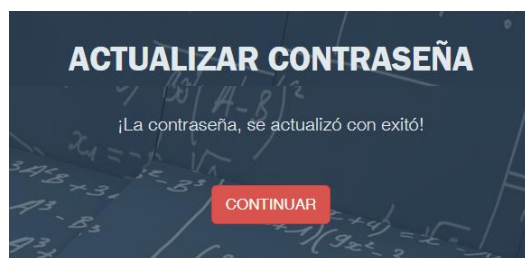 ACTUALIZAR CONTRASEÑA
¡La contraseña, se actualizó con exitó!
CONTINUAR